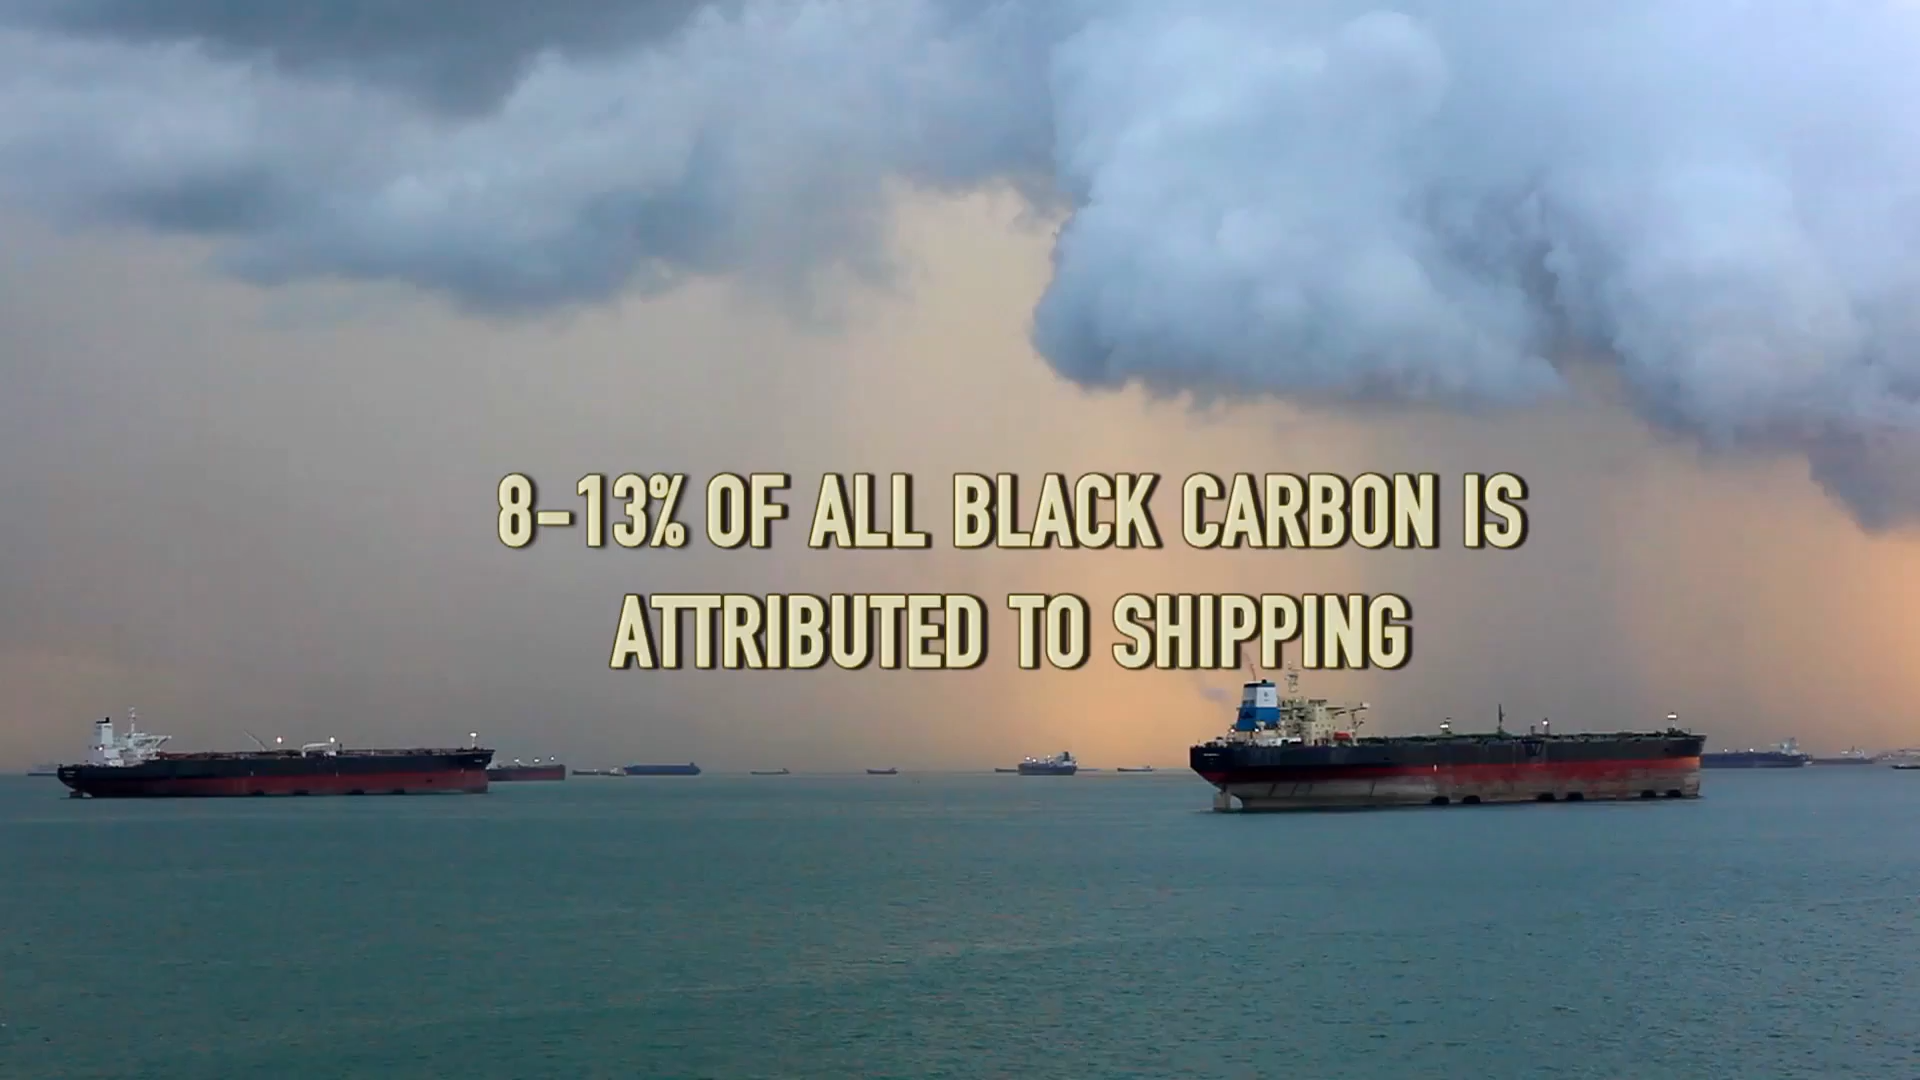 8-13% OF ALL BLACK CARBON IS
ATTRIBUTED TO SHIPPING